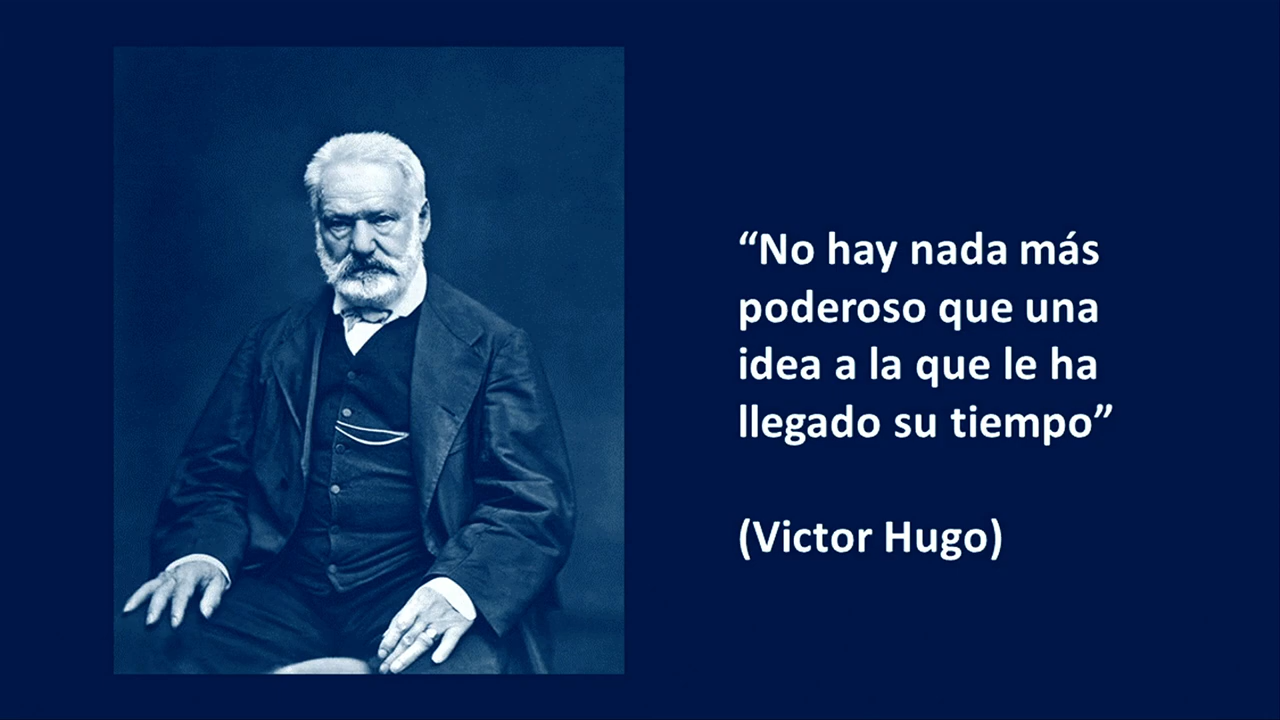 “No hay nada más
poderoso que una
idea a la que le ha
llegado su tiempo”
(Victor Hugo)